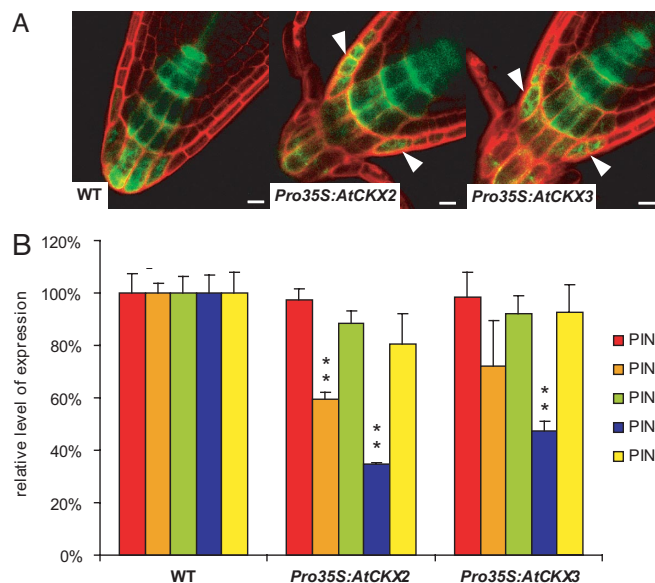 A
WT
Pro35S:AtCKX2
Pro35S:AtCKX3
B
120%
100%
80%
60%
40%
20%
0%
relative level of expression
**
**
**
WT
Pro35S:AtCKX2
Pro35S:AtCKX3
PIN
PIN
PIN
PIN
PIN